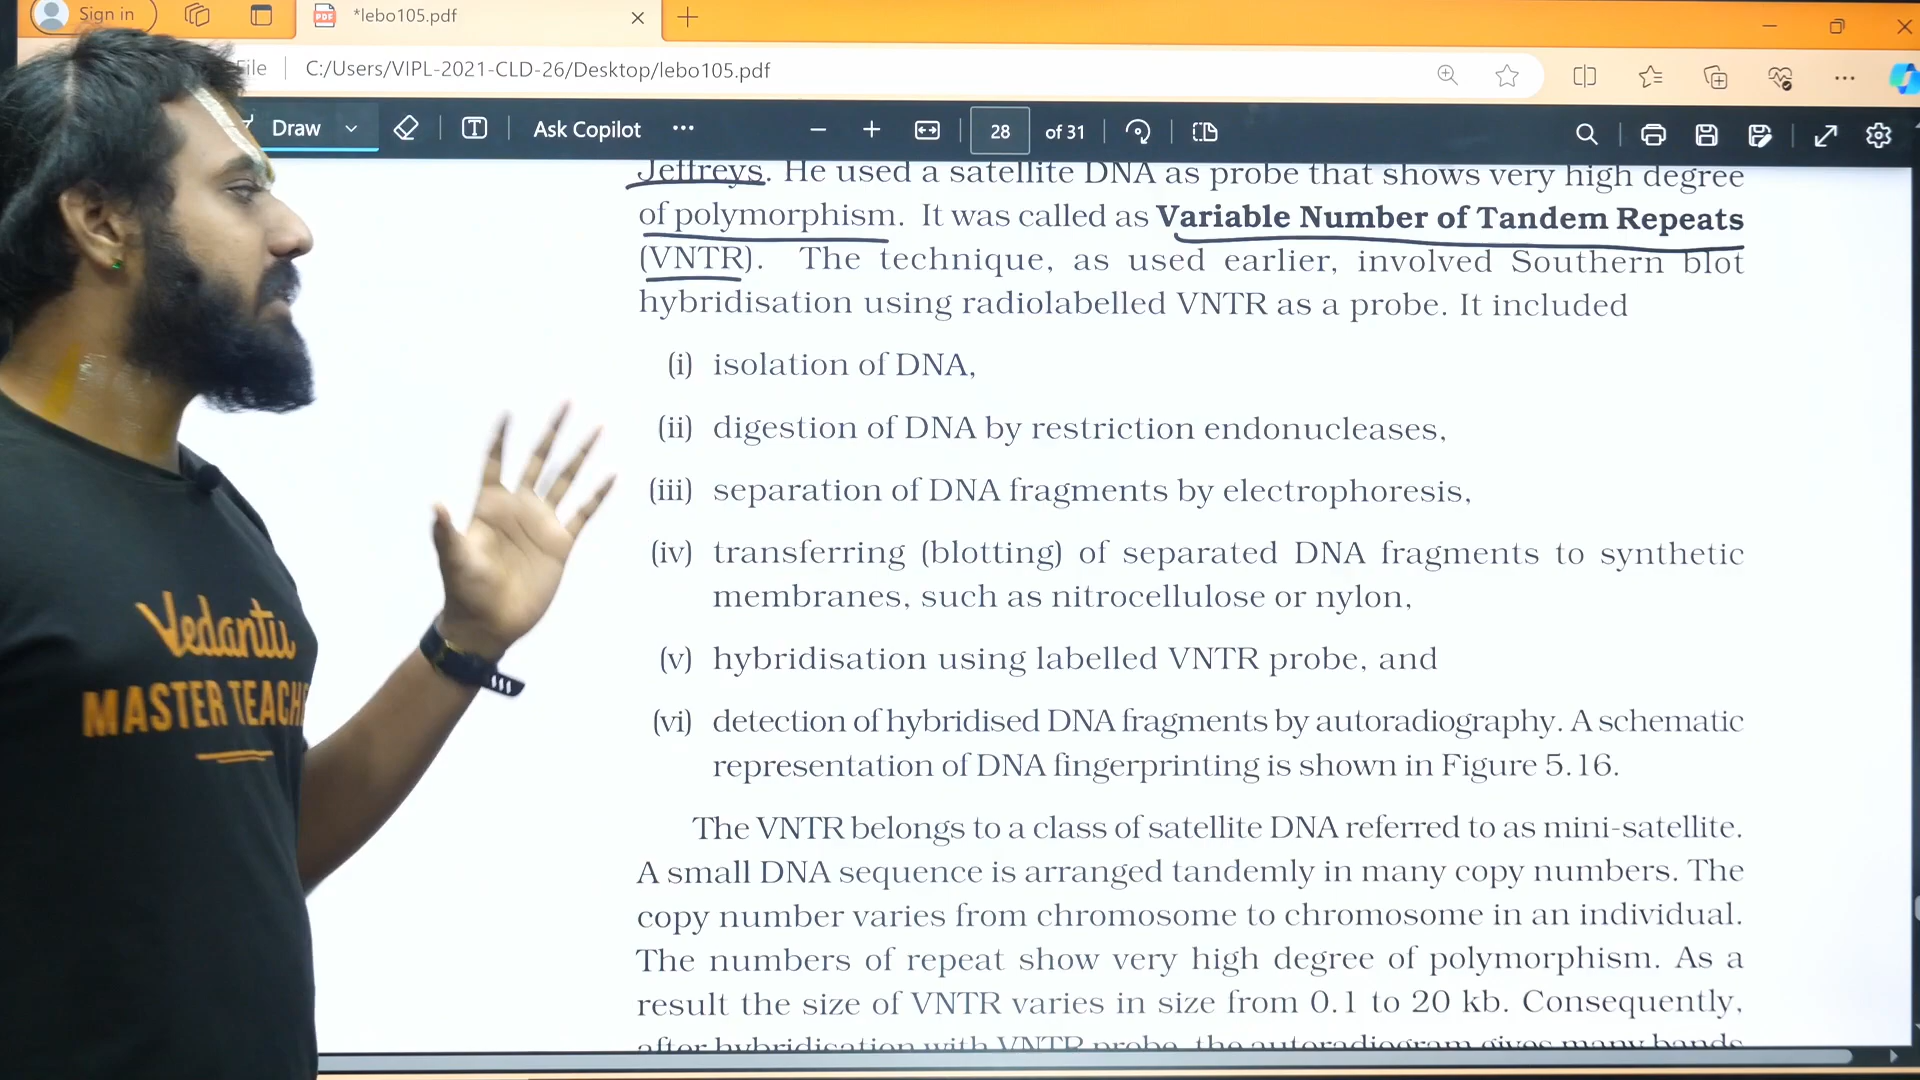 Sign in
*lebo105.pdf
File
C:/Users/VIPL-2021-CLD-26/Desktop/lebo105.pdf
Draw
Ask Copilot
28
of 31
Jeffreys. He used a satellite DNA as probe that shows very high degree
of polymorphism. It was called as Variable Number of Tandem Repeats
(VNTR). The technique, as used earlier, involved Southern blot
hybridisation using radiolabelled VNTR as a probe. It included
(i) isolation of DNA,
(ii) digestion of DNA by restriction endonucleases,
(iii) separation of DNA fragments by electrophoresis,
(iv) transferring (blotting) of separated DNA fragments to synthetic
membranes, such as nitrocellulose or nylon,
(v) hybridisation using labelled VNTR probe, and
(vi) detection of hybridised DNA fragments by autoradiography. A schematic
representation of DNA fingerprinting is shown in Figure 5.16.
The VNTR belongs to a class of satellite DNA referred to as mini-satellite.
A small DNA sequence is arranged tandemly in many copy numbers. The
copy number varies from chromosome to chromosome in an individual.
The numbers of repeat show very high degree of polymorphism. As a
result the size of VNTR varies in size from 0.1 to 20 kb. Consequently,
after hybridisation with VNTR probe, the autoradiogram gives many bands
Vedantu
MASTER TEACHE